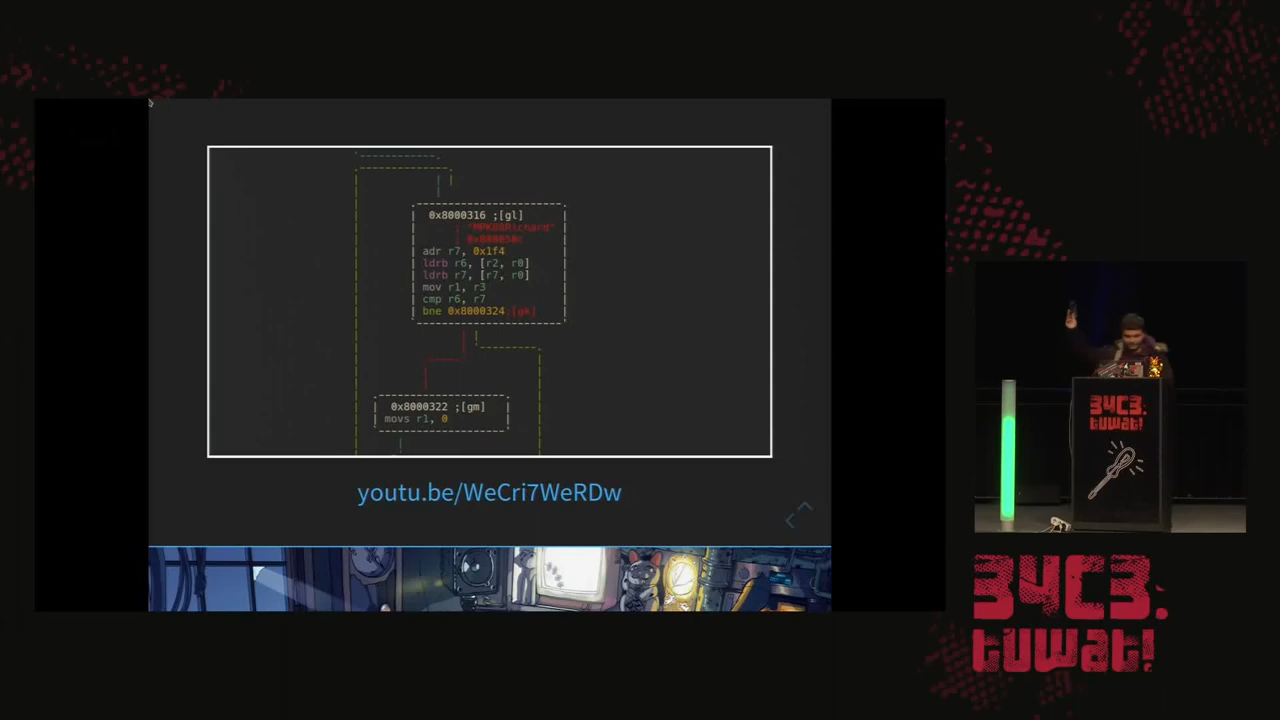 0x8000316 ;[gl]
"MPK00Richard"
adr r7, 0x1f4
ldrb r6, [r2, r0]
ldrb r7, [r7, r0]
mov r1, r3
cmp r6, r7
bne 0x8000324
0x8000322 ;[gm]
movs r1, 0
youtu.be/WeCri7WeRDw
34C3:
tuwat!
34C3.
tuwat!